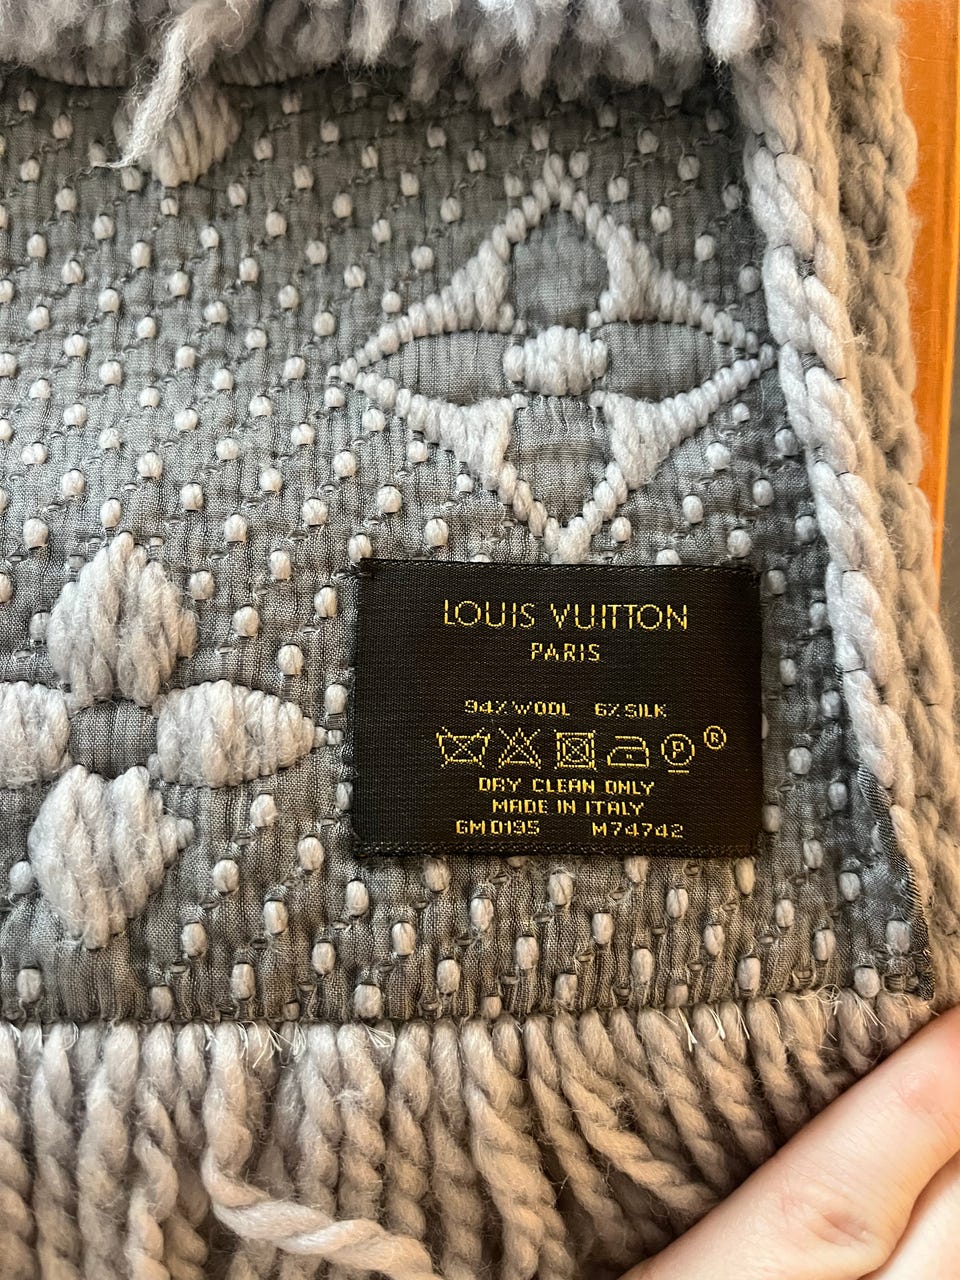 LOUIS VUITTON
PARIS
94% WOOL 6% SILK
P ®
DRY CLEAN ONLY
MADE IN ITALY
GM0195 M74742